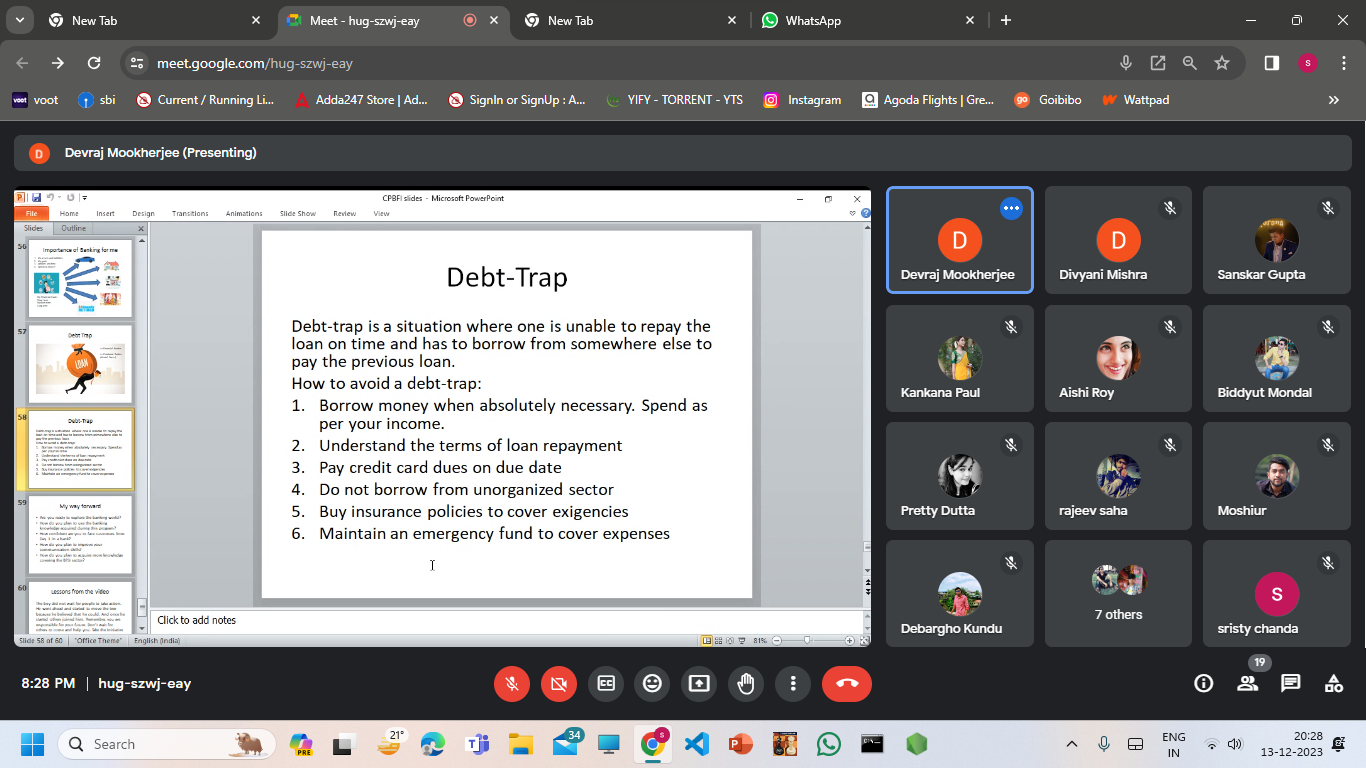 New Tab
Meet - hug-szwj-eay
New Tab
WhatsApp
meet.google.com/hug-szwj-eay
voot
sbi
Current / Running Li...
Adda247 Store | Ad...
SignIn or SignUp : A...
YIFY - TORRENT - YTS
Instagram
Agoda Flights | Gre...
Goibibo
Wattpad
D
Devraj Mookherjee (Presenting)
CPBFI slides - Microsoft PowerPoint
File
Home
Insert
Design
Transitions
Animations
Slide Show
Review
View
Slides
Outline
56
Importance of Banking for me
57
Debt Trap
LOAN
58
Debt-Trap
59
My way forward
60
Lessons from the video
Debt-Trap
Debt-trap is a situation where one is unable to repay the
loan on time and has to borrow from somewhere else to
pay the previous loan.
How to avoid a debt-trap:
1. Borrow money when absolutely necessary. Spend as
per your income.
2. Understand the terms of loan repayment
3. Pay credit card dues on due date
4. Do not borrow from unorganized sector
5. Buy insurance policies to cover exigencies
6. Maintain an emergency fund to cover expenses
Click to add notes
Slide 58 of 60
"Office Theme"
English (India)
81%
D
Devraj Mookherjee
D
Divyani Mishra
Sanskar Gupta
Kankana Paul
Aishi Roy
Biddyut Mondal
Pretty Dutta
rajeev saha
Moshiur
Debargho Kundu
7 others
S
sristy chanda
8:28 PM | hug-szwj-eay
19
Search
PRE
21°
34
ENG
IN
20:28
13-12-2023